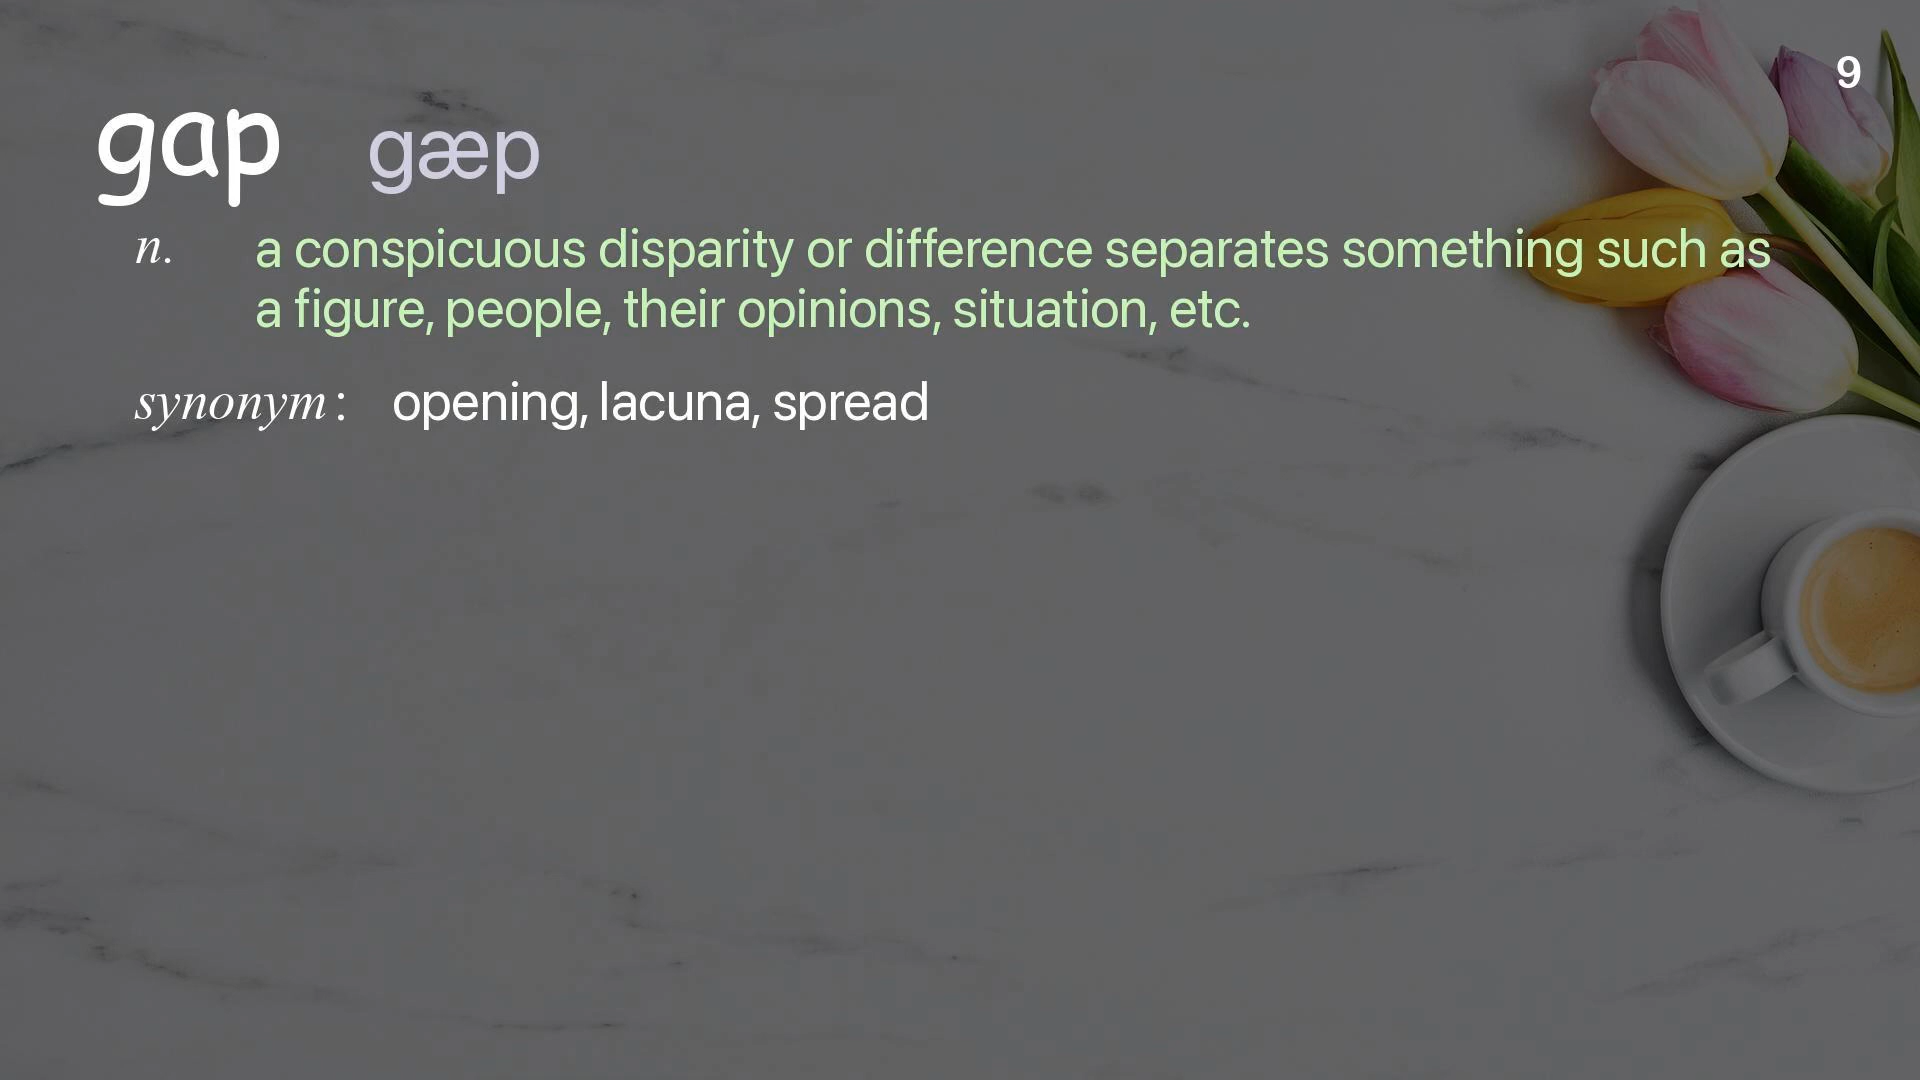 9
gap gæp
n. a conspicuous disparity or difference separates something such as
a figure, people, their opinions, situation, etc.
synonym : opening, lacuna, spread